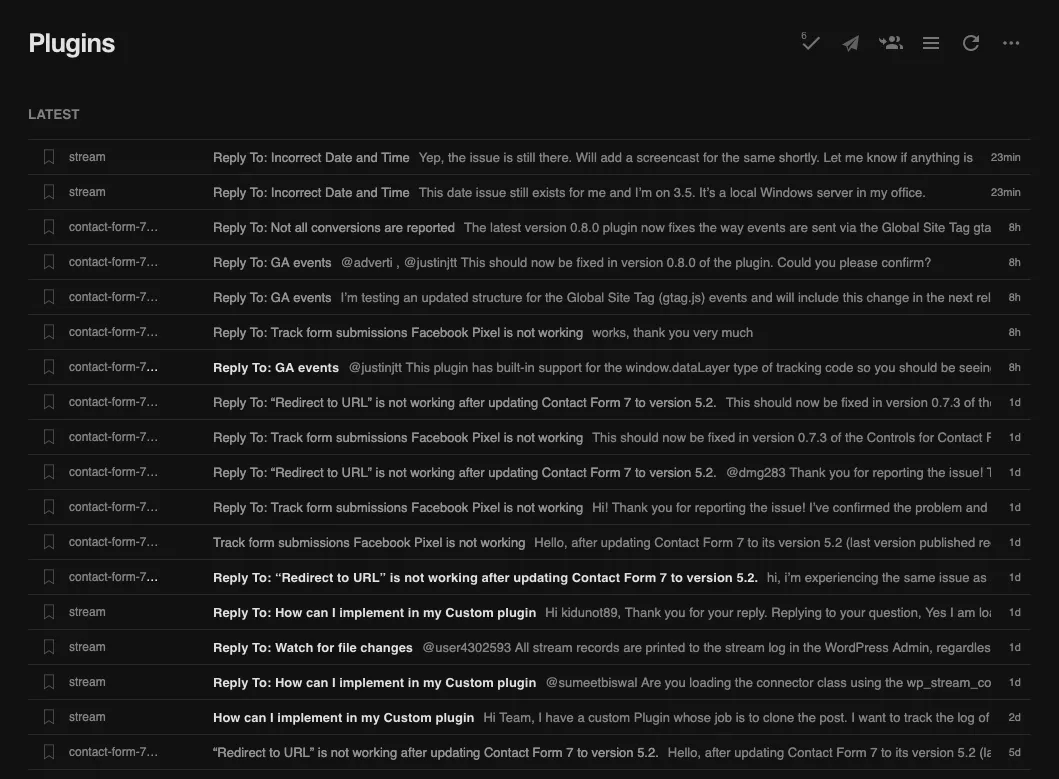 Plugins
6
LATEST
stream Reply To: Incorrect Date and Time Yep, the issue is still there. Will add a screencast for the same shortly. Let me know if anything is 23min
stream Reply To: Incorrect Date and Time This date issue still exists for me and I'm on 3.5. It's a local Windows server in my office. 23min
contact-form-7… Reply To: Not all conversions are reported The latest version 0.8.0 plugin now fixes the way events are sent via the Global Site Tag gta 8h
contact-form-7… Reply To: GA events @adverti , @justinjtt This should now be fixed in version 0.8.0 of the plugin. Could you please confirm? 8h
contact-form-7… Reply To: GA events I'm testing an updated structure for the Global Site Tag (gtag.js) events and will include this change in the next rel 8h
contact-form-7… Reply To: Track form submissions Facebook Pixel is not working works, thank you very much 8h
contact-form-7… Reply To: GA events @justinjtt This plugin has built-in support for the window.dataLayer type of tracking code so you should be seein 8h
contact-form-7… Reply To: “Redirect to URL” is not working after updating Contact Form 7 to version 5.2. This should now be fixed in version 0.7.3 of th 1d
contact-form-7… Reply To: Track form submissions Facebook Pixel is not working This should now be fixed in version 0.7.3 of the Controls for Contact F 1d
contact-form-7… Reply To: “Redirect to URL” is not working after updating Contact Form 7 to version 5.2. @dmg283 Thank you for reporting the issue! T 1d
contact-form-7… Reply To: Track form submissions Facebook Pixel is not working Hi! Thank you for reporting the issue! I've confirmed the problem and 1d
contact-form-7… Track form submissions Facebook Pixel is not working Hello, after updating Contact Form 7 to its version 5.2 (last version published re 1d
contact-form-7… Reply To: “Redirect to URL” is not working after updating Contact Form 7 to version 5.2. hi, i'm experiencing the same issue as 1d
stream Reply To: How can I implement in my Custom plugin Hi kidunot89, Thank you for your reply. Replying to your question, Yes I am loa 1d
stream Reply To: Watch for file changes @user4302593 All stream records are printed to the stream log in the WordPress Admin, regardles 1d
stream Reply To: How can I implement in my Custom plugin @sumeetbiswal Are you loading the connector class using the wp_stream_co 1d
stream How can I implement in my Custom plugin Hi Team, I have a custom Plugin whose job is to clone the post. I want to track the log of 2d
contact-form-7… “Redirect to URL” is not working after updating Contact Form 7 to version 5.2. Hello, after updating Contact Form 7 to its version 5.2 (la 5d